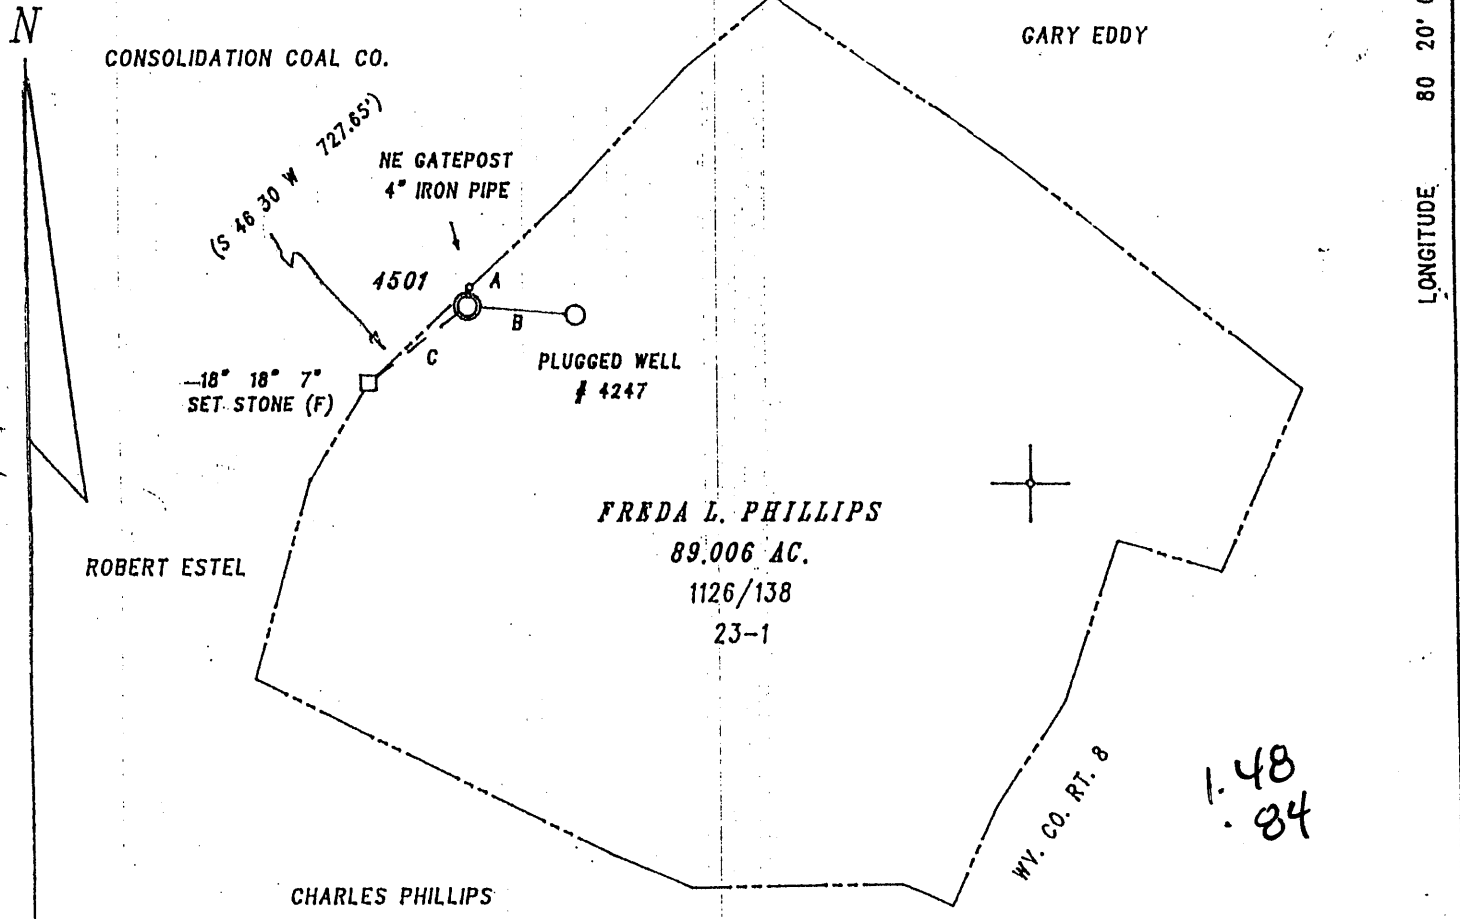 N
CONSOLIDATION COAL CO.
GARY EDDY
LONGITUDE 80 20'
(S 46 30 W 727.65')
NE GATEPOST
4" IRON PIPE
4501
A
B
C
PLUGGED WELL
# 4247
18" 18" 7"
SET STONE (F)
FREDA L. PHILLIPS
89.006 AC.
1126/138
23-1
ROBERT ESTEL
WV. CO. RT. 8
1.48
.84
CHARLES PHILLIPS